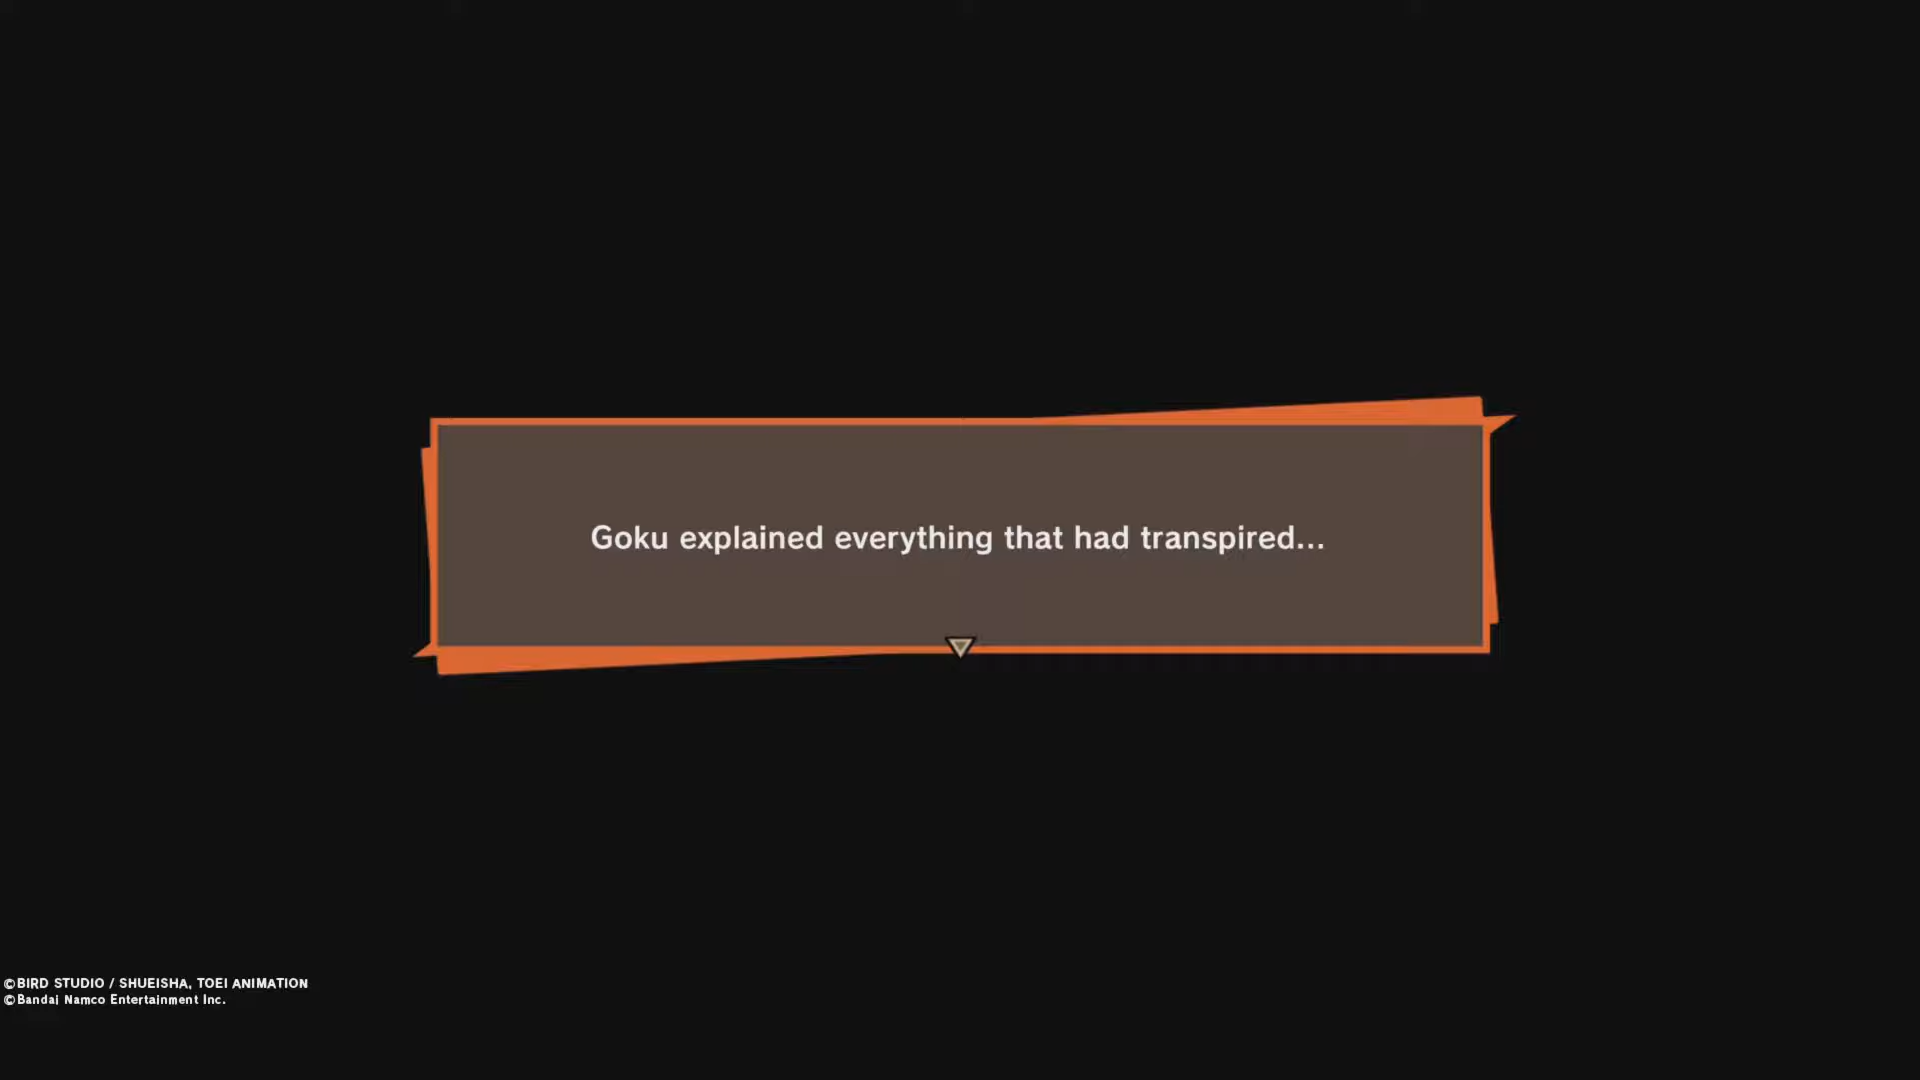 Goku explained everything that had transpired...
©BIRD STUDIO / SHUEISHA, TOEI ANIMATION
©Bandai Namco Entertainment Inc.